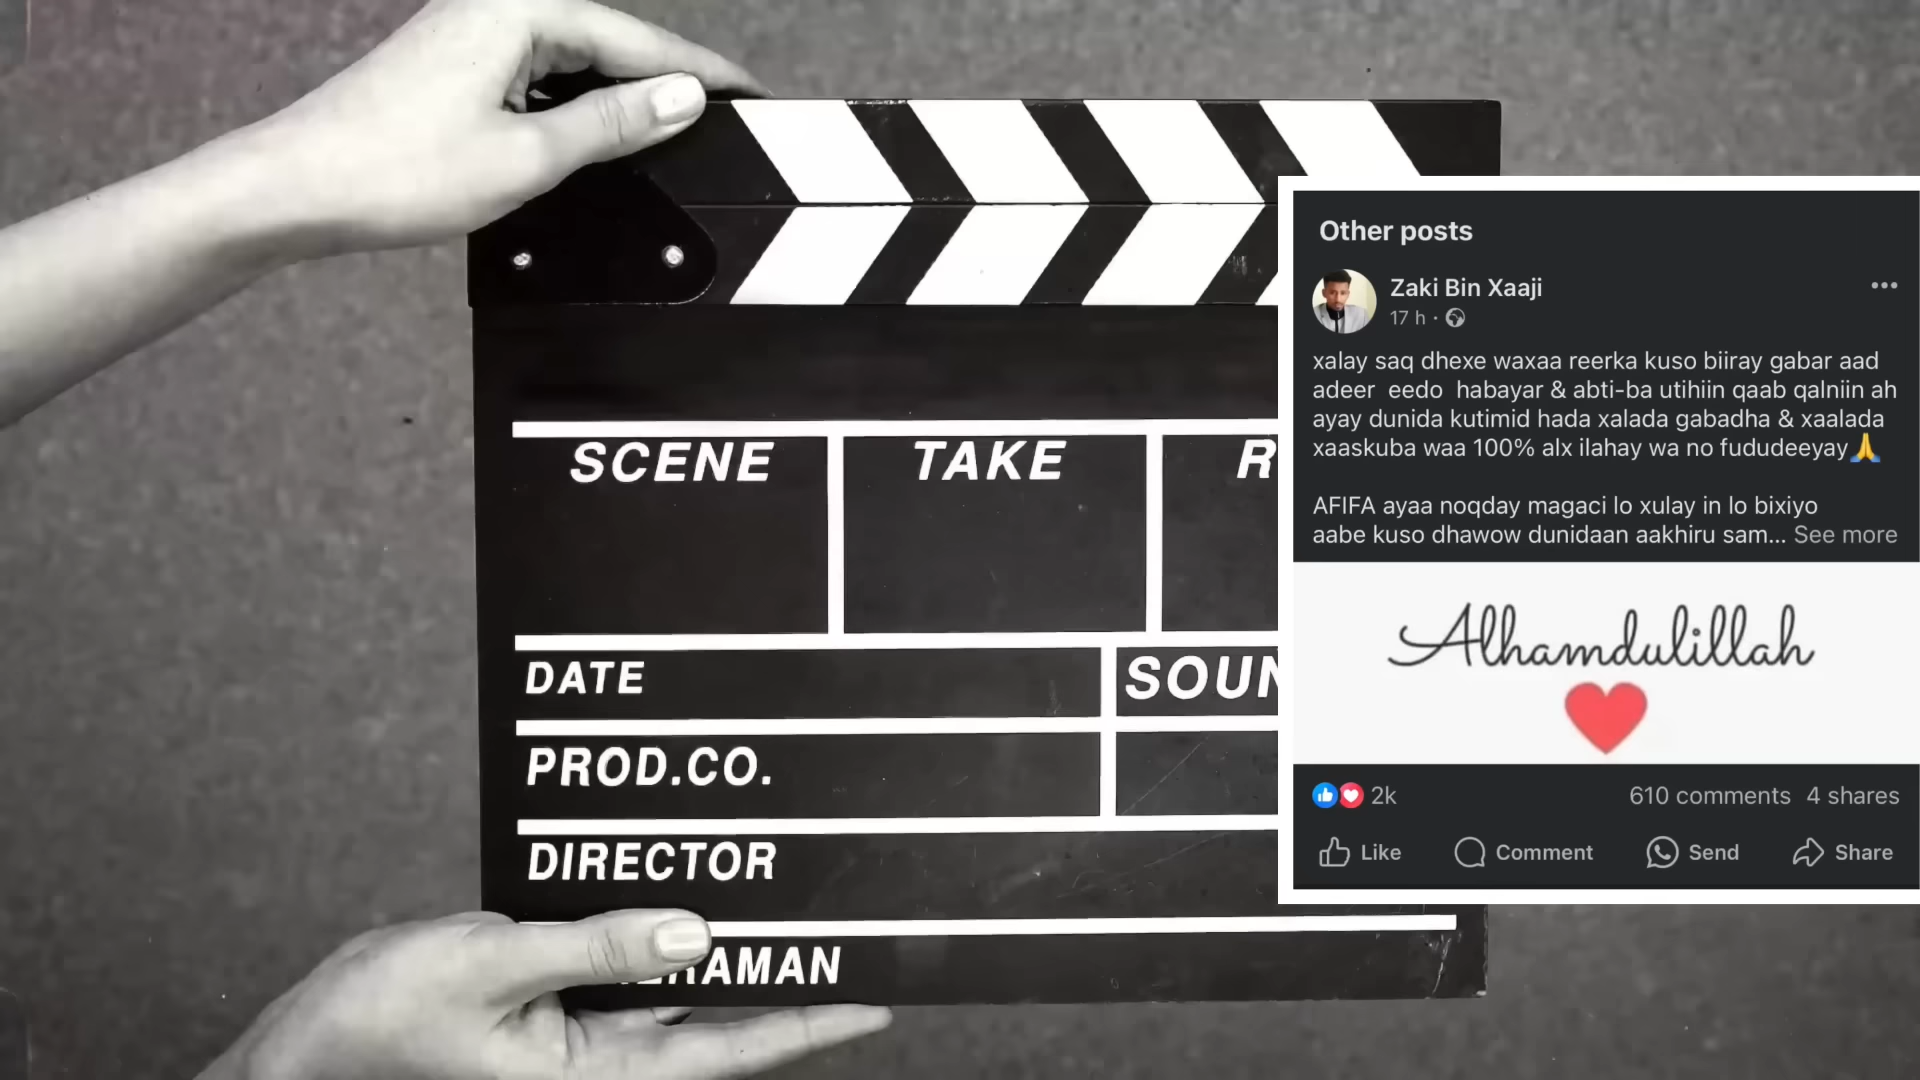 SCENE
TAKE
R
DATE
SOUN
PROD.CO.
DIRECTOR
RAMAN
Other posts
Zaki Bin Xaaji
17 h ·
xalay saq dhexe waxaa reerka kuso biiray gabar aad
adeer eedo habayar & abti-ba utihiin qaab qalniin ah
ayay dunida kutimid hada xalada gabadha & xaalada
xaaskuba waa 100% alx ilahay wa no fududeeyay🙏
AFIFA ayaa noqday magaci lo xulay in lo bixiyo
aabe kuso dhawow dunidaan aakhiru sam... See more
Alhamdulillah
2k
610 comments 4 shares
Like
Comment
Send
Share